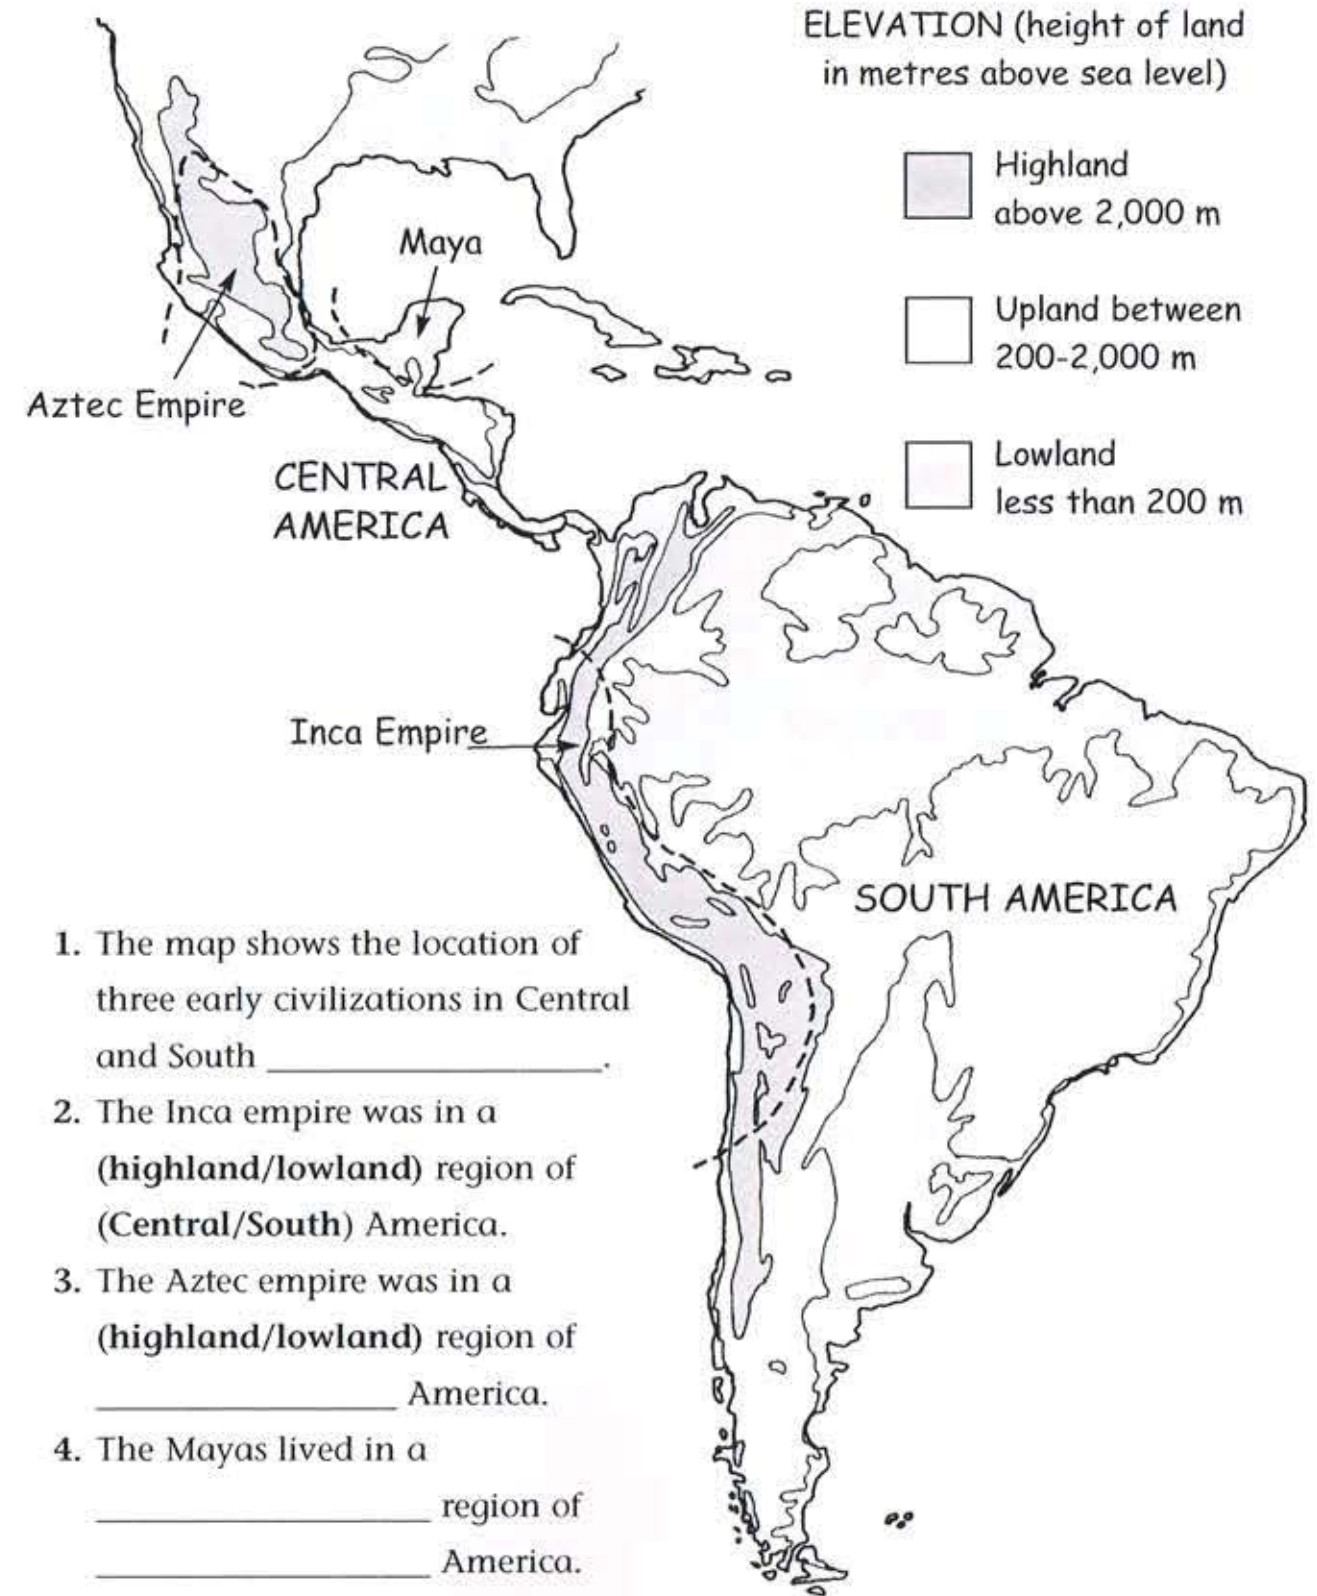 ELEVATION (height of land
in metres above sea level)
Highland
above 2,000 m
Upland between
200-2,000 m
Lowland
less than 200 m
Maya
Aztec Empire
CENTRAL
AMERICA
Inca Empire
SOUTH AMERICA
1. The map shows the location of
three early civilizations in Central
and South ____________________.
2. The Inca empire was in a
(highland/lowland) region of
(Central/South) America.
3. The Aztec empire was in a
(highland/lowland) region of
____________________ America.
4. The Mayas lived in a
____________________ region of
____________________ America.